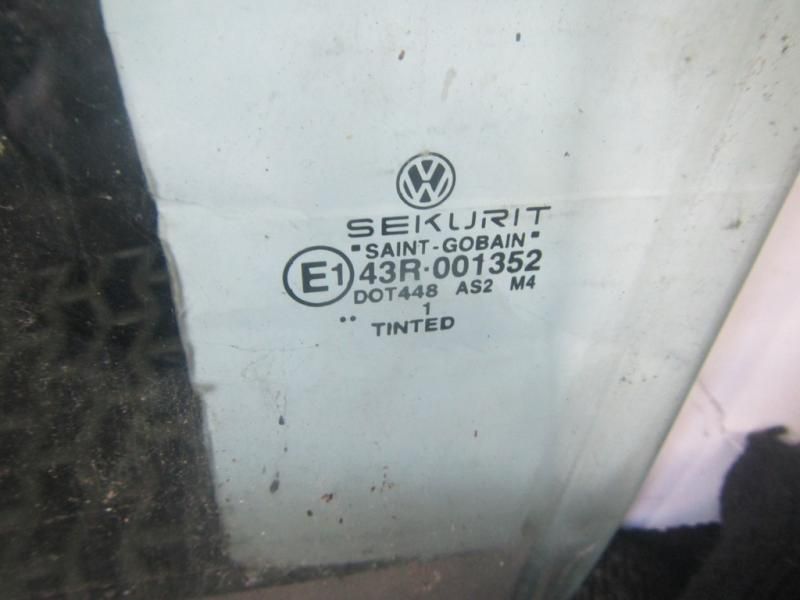 SEKURIT
"SAINT-GOBAIN"
E1 43R-001352
DOT448 AS2 M4
1
.. TINTED